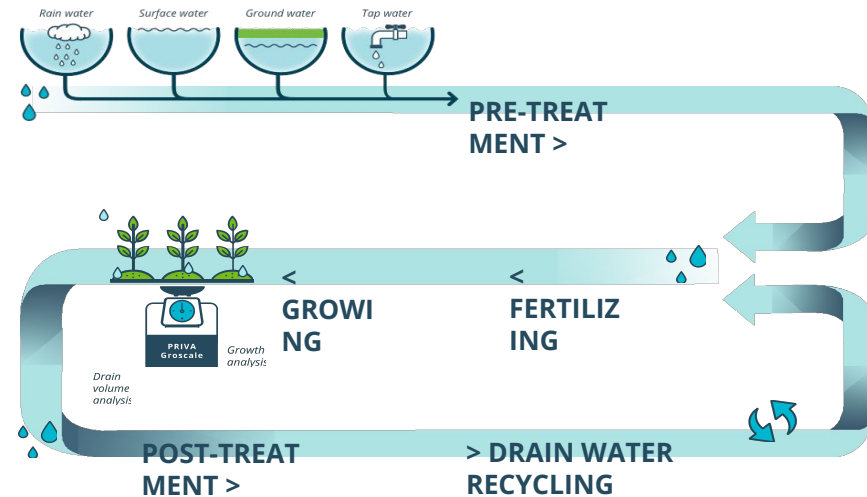 Rain water
Surface water
Ground water
Tap water
PRE-TREAT
MENT >
<
GROWI
NG
<
FERTILIZ
ING
PRIVA
Groscale
Growth
analysis
Drain
volume
analysis
POST-TREAT
MENT >
> DRAIN WATER
RECYCLING